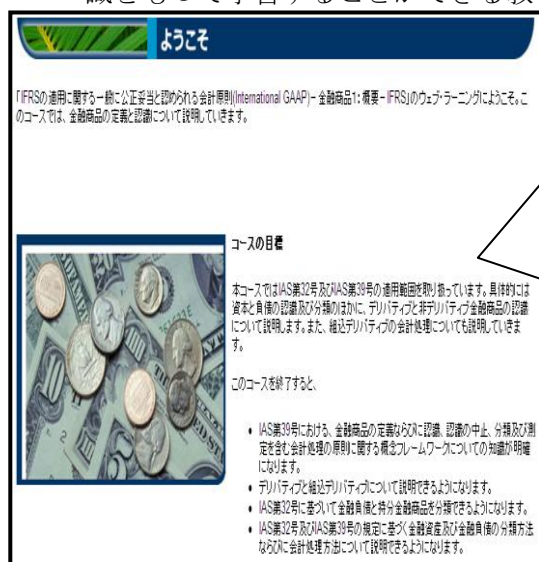 ようこそ
「IFRSの適用に関する一般に公正妥当と認められる会計原則(International GAAP)－金融商品1:概要－IFRS」のウェブ・ラーニングにようこそ。こ
のコースでは、金融商品の定義と認識について説明していきます。
コースの目標
本コースではIAS第32号及びIAS第39号の適用範囲を取り扱っています。具体的には
資本と負債の認識及び分類のほかに、デリバティブと非デリバティブ金融商品の認識
について説明します。また、組込デリバティブの会計処理についても説明していきま
す。
このコースを終了すると、
• IAS第39号における、金融商品の定義ならびに認識、認識の中止、分類及び測
定を含む会計処理の原則に関する概念フレームワークについての知識が明確
になります。
• デリバティブと組込デリバティブについて説明できるようになります。
• IAS第32号に基づいて金融負債と持分金融商品を分類できるようになります。
• IAS第32号及びIAS第39号の規定に基づく金融資産及び金融負債の分類方法
ならびに会計処理方法について説明できるようになります。